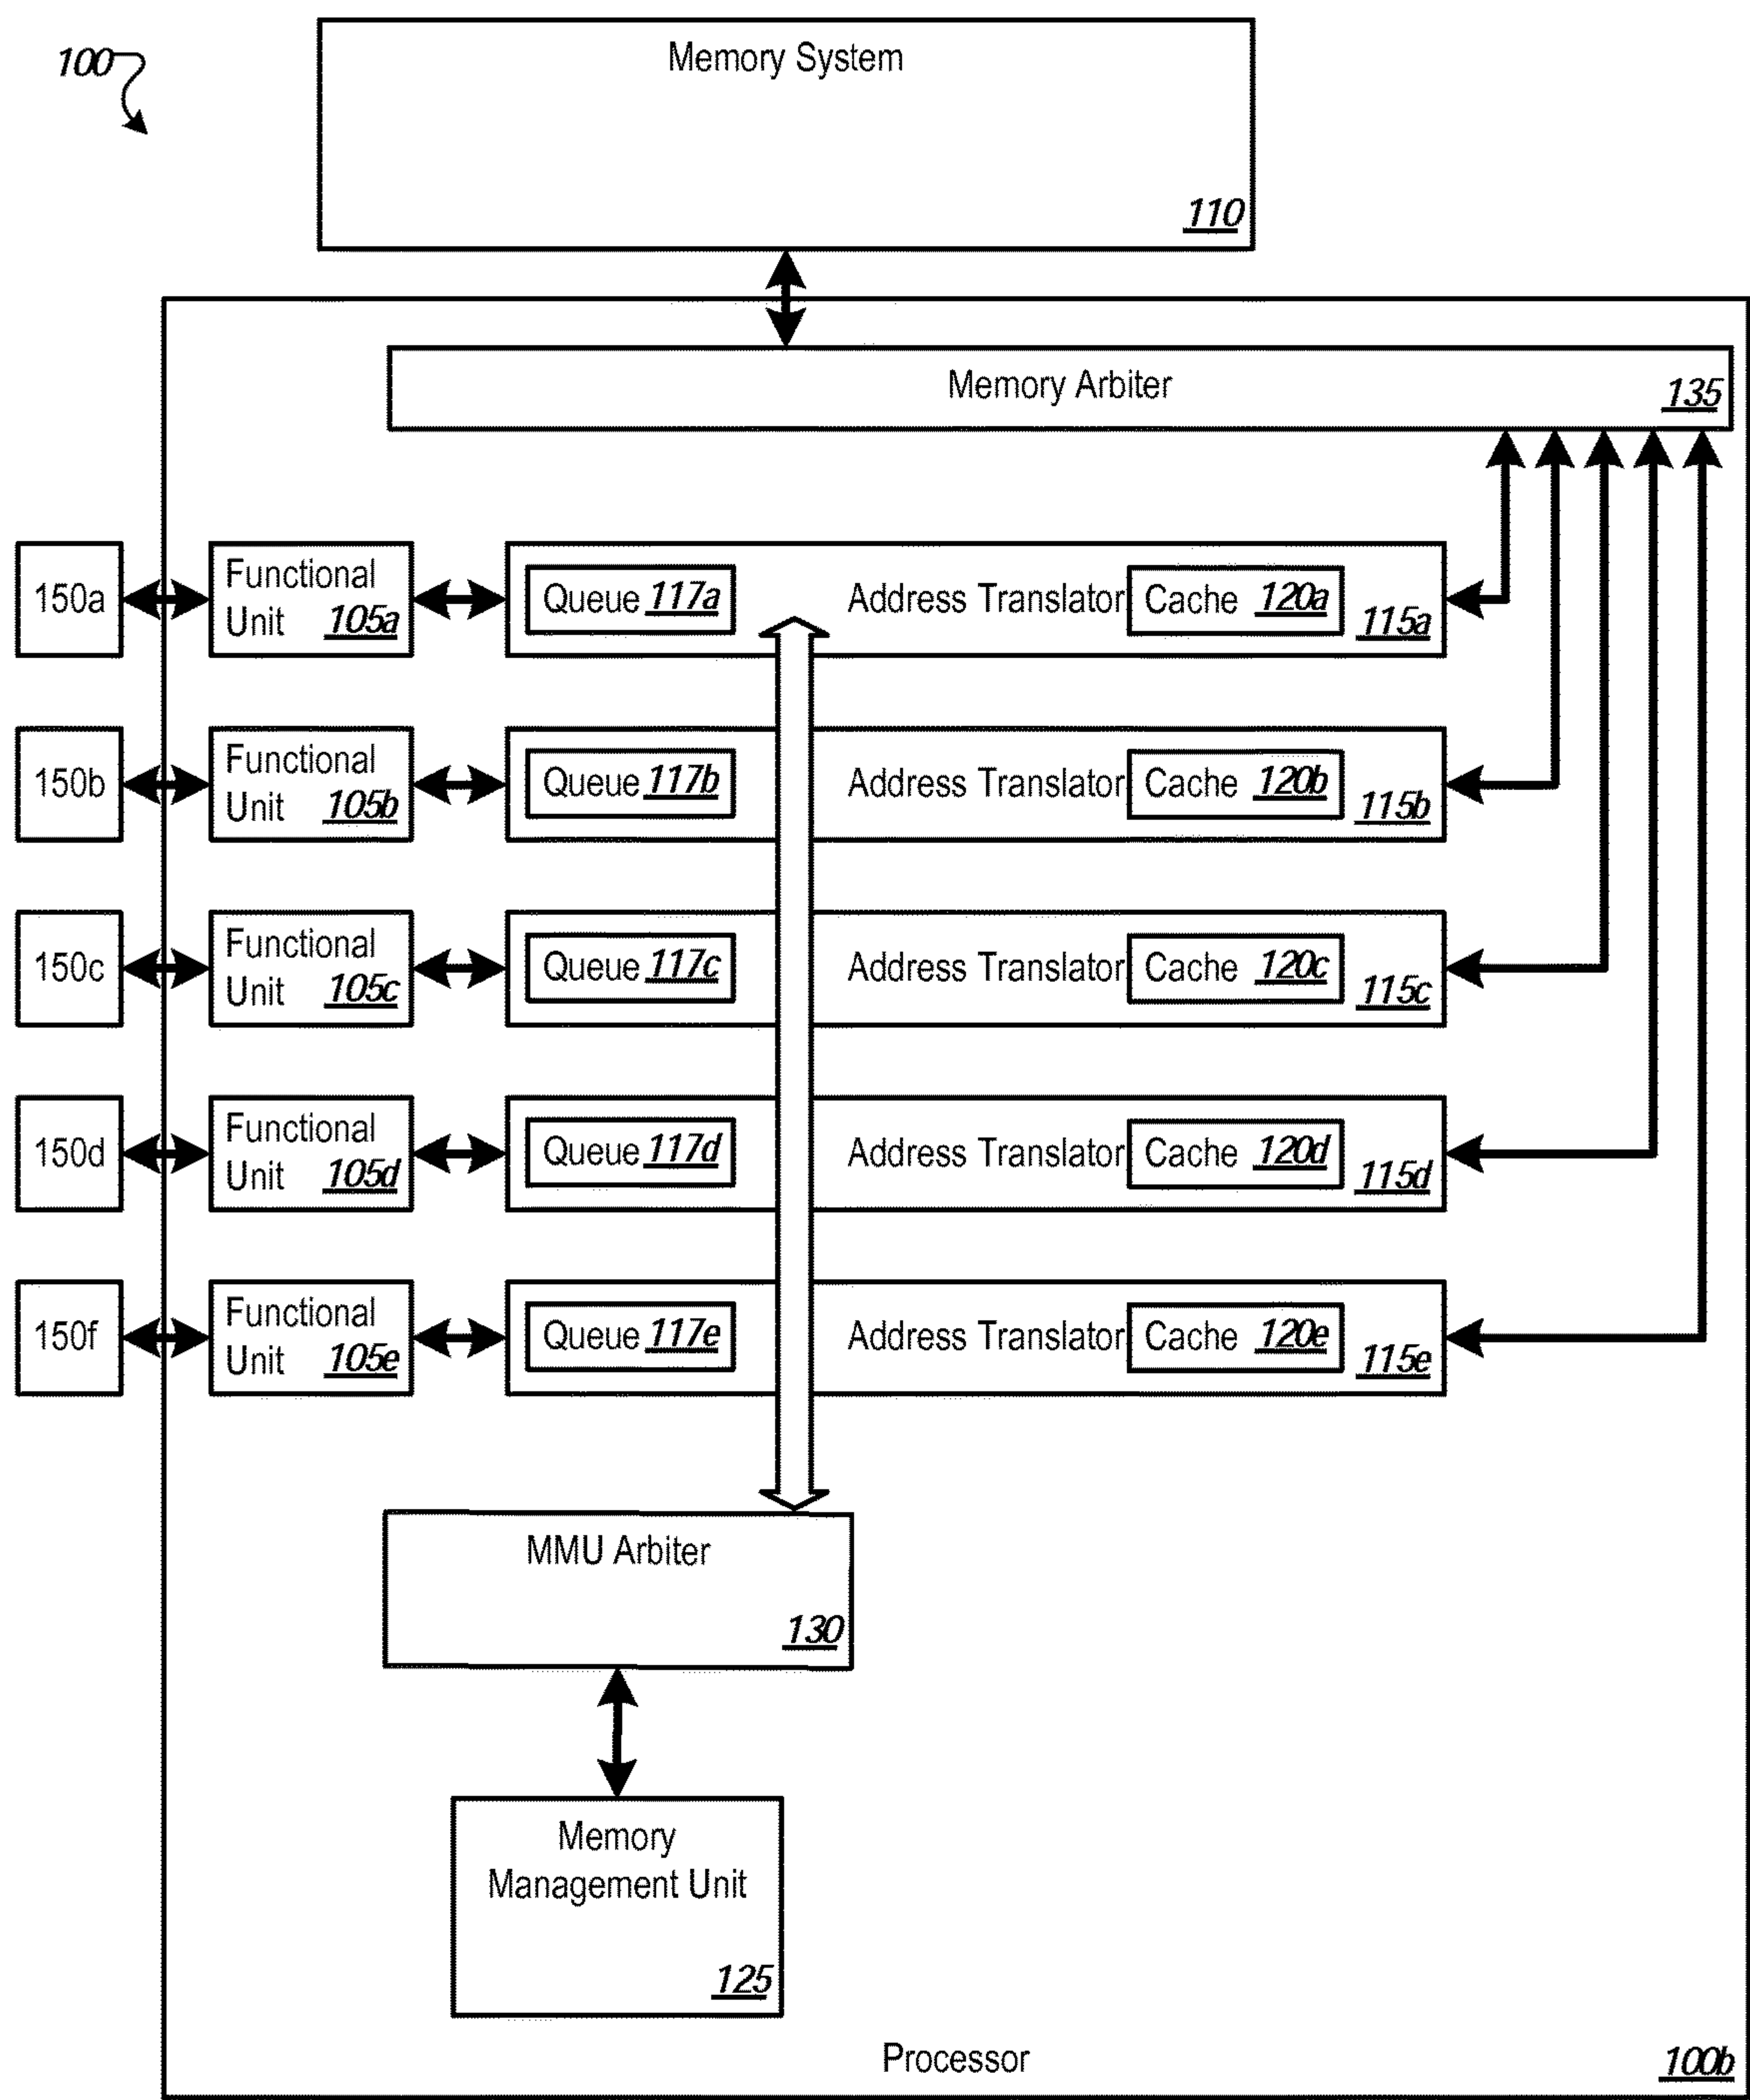 100
Memory System
110
Memory Arbiter
135
150a
Functional
Unit 105a
Queue 117a
Address Translator
Cache 120a
115a
150b
Functional
Unit 105b
Queue 117b
Address Translator
Cache 120b
115b
150c
Functional
Unit 105c
Queue 117c
Address Translator
Cache 120c
115c
150d
Functional
Unit 105d
Queue 117d
Address Translator
Cache 120d
115d
150f
Functional
Unit 105e
Queue 117e
Address Translator
Cache 120e
115e
MMU Arbiter
130
Memory
Management Unit
125
Processor
100b